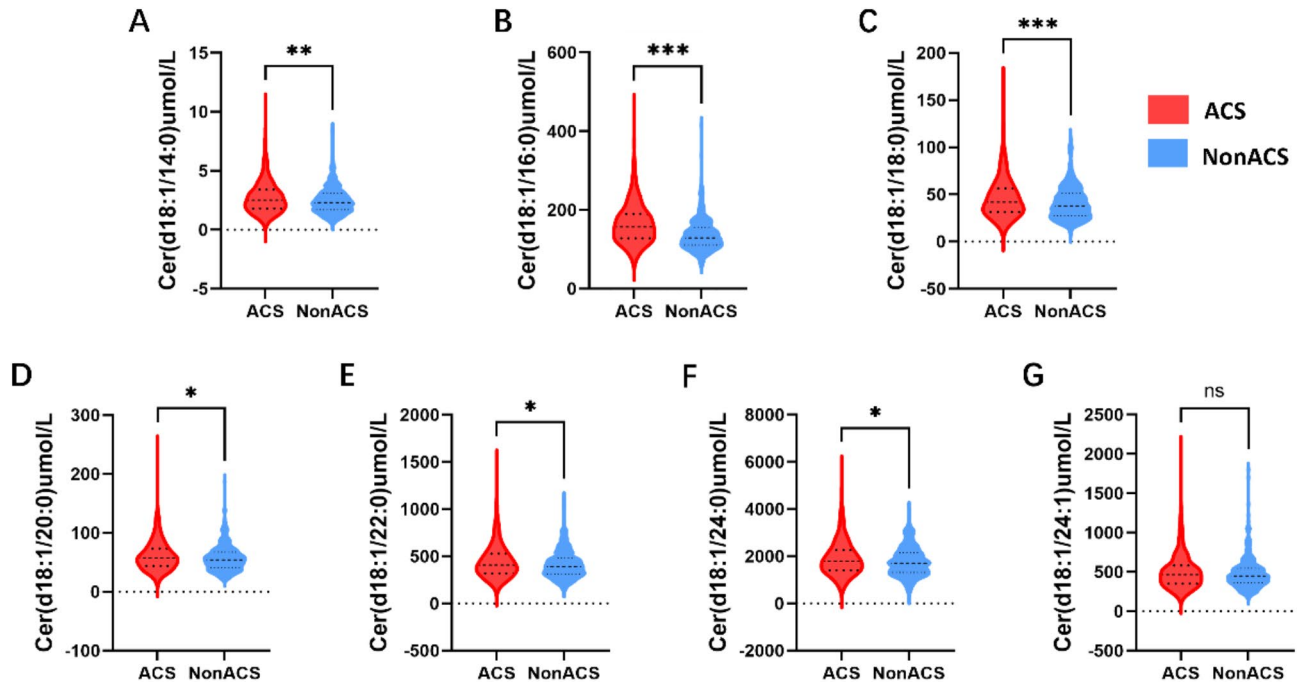 A
Cer(d18:1/14:0)umol/L
15
10
5
0
-5
**
ACS NonACS
B
Cer(d18:1/16:0)umol/L
600
400
200
0
***
ACS NonACS
C
Cer(d18:1/18:0)umol/L
200
150
100
50
0
-50
***
ACS NonACS
ACS
NonACS
D
Cer(d18:1/20:0)umol/L
300
200
100
0
-100
*
ACS NonACS
E
Cer(d18:1/22:0)umol/L
2000
1500
1000
500
0
-500
*
ACS NonACS
F
Cer(d18:1/24:0)umol/L
8000
6000
4000
2000
0
-2000
*
ACS NonACS
G
Cer(d18:1/24:1)umol/L
2500
2000
1500
1000
500
0
-500
ns
ACS NonACS